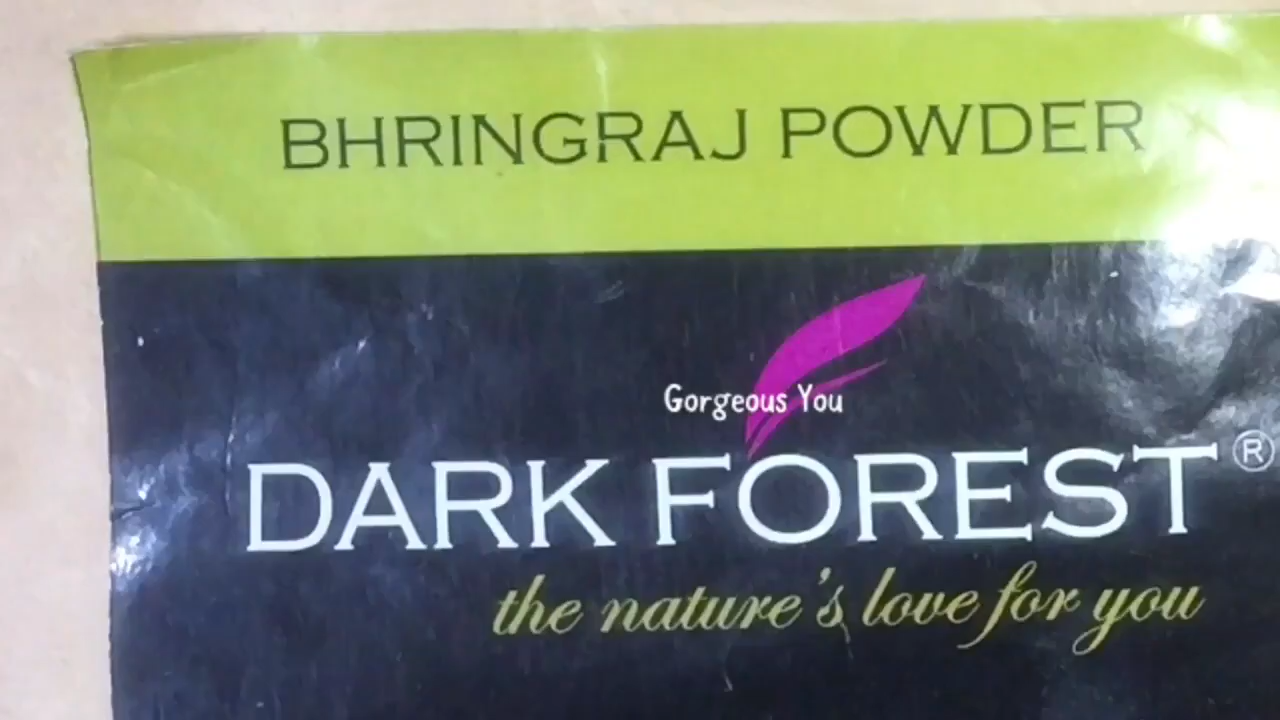 BHRINGRAJ POWDER
Gorgeous You
DARK FOREST®
the nature's love for you